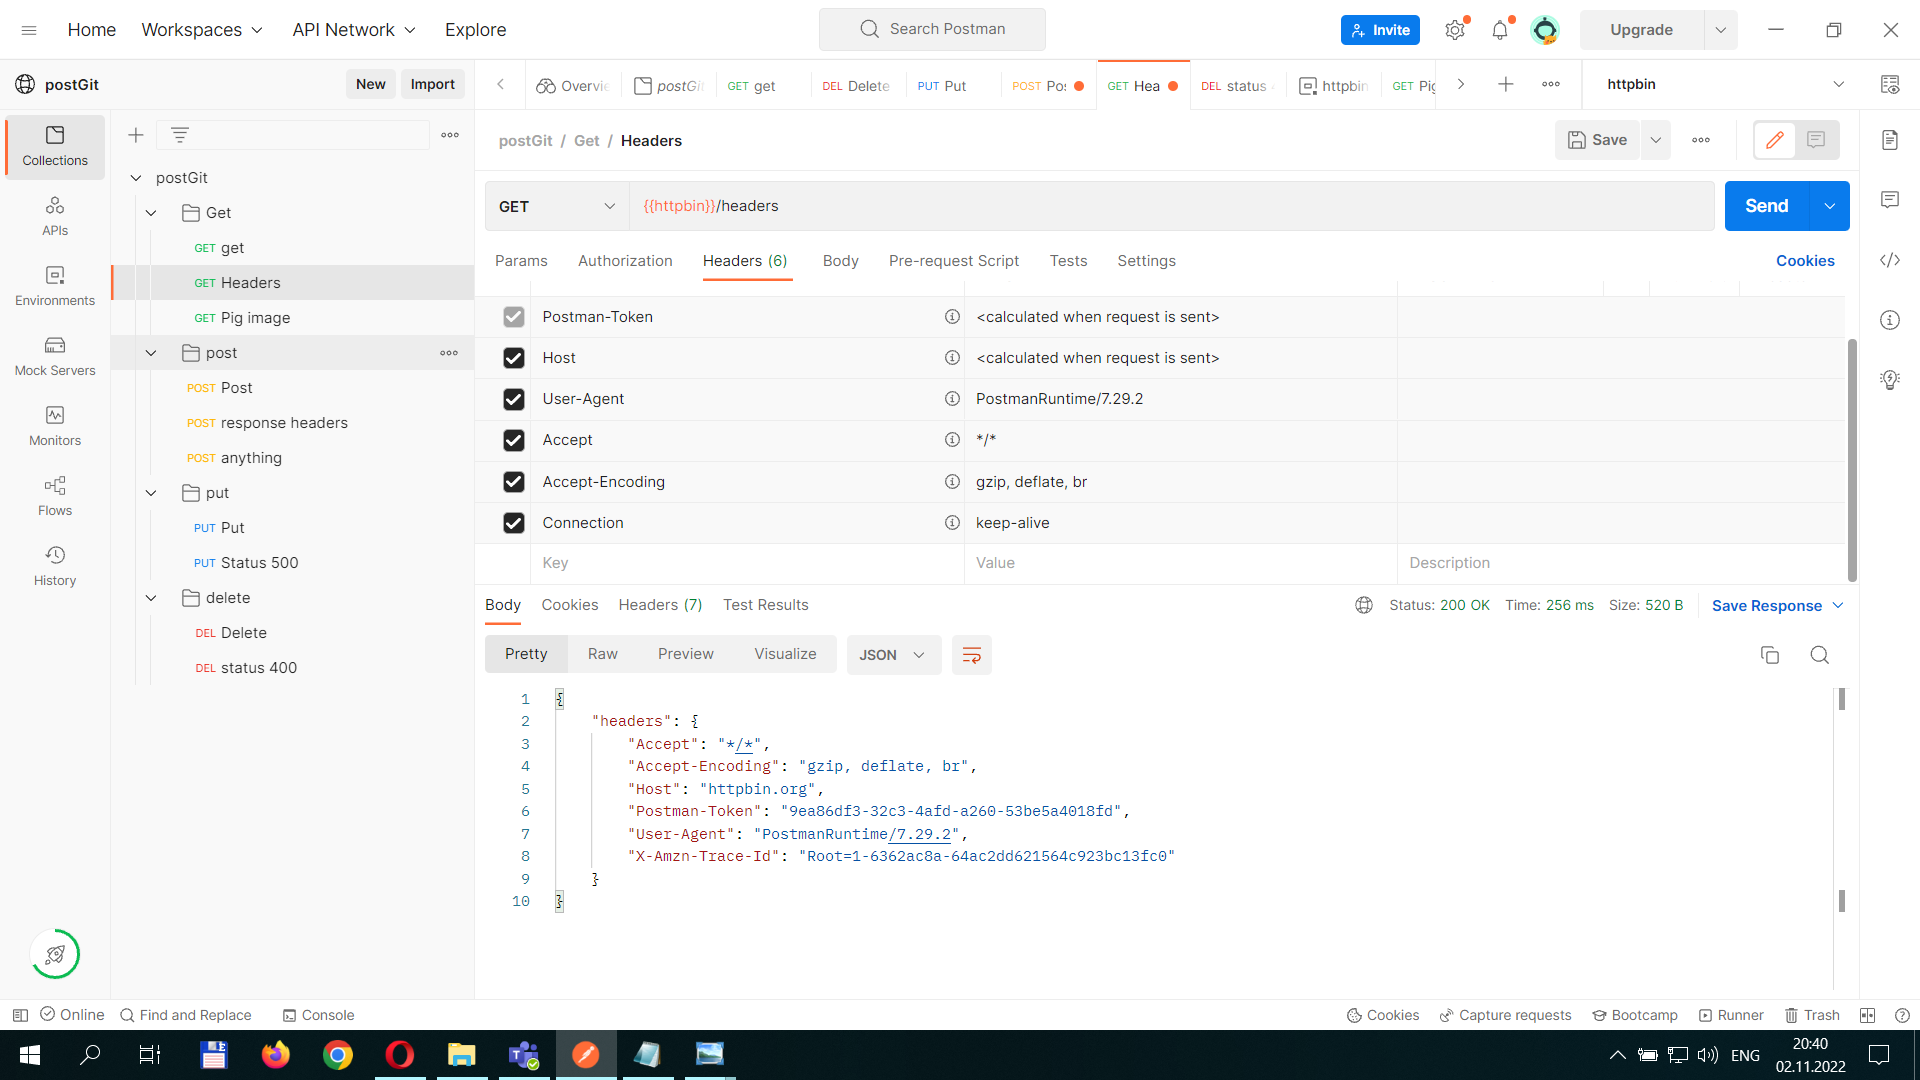 Home Workspaces API Network Explore Search Postman Invite Upgrade
postGit New Import Overvie postGi GET get DEL Delete PUT Put POST Pos GET Hea DEL status httpbin GET Pig httpbin
Collections
APIs
Environments
Mock Servers
Monitors
Flows
History
postGit
Get
GET get
GET Headers
GET Pig image
post
POST Post
POST response headers
POST anything
put
PUT Put
PUT Status 500
delete
DEL Delete
DEL status 400
postGit / Get / Headers Save
GET {{httpbin}}/headers Send
Params Authorization Headers (6) Body Pre-request Script Tests Settings Cookies
Postman-Token <calculated when request is sent>
Host <calculated when request is sent>
User-Agent PostmanRuntime/7.29.2
Accept */*
Accept-Encoding gzip, deflate, br
Connection keep-alive
Key Value Description
Body Cookies Headers (7) Test Results Status: 200 OK Time: 256 ms Size: 520 B Save Response
Pretty Raw Preview Visualize JSON
1 {
2 "headers": {
3 "Accept": "*/*",
4 "Accept-Encoding": "gzip, deflate, br",
5 "Host": "httpbin.org",
6 "Postman-Token": "9ea86df3-32c3-4afd-a260-53be5a4018fd",
7 "User-Agent": "PostmanRuntime/7.29.2",
8 "X-Amzn-Trace-Id": "Root=1-6362ac8a-64ac2dd621564c923bc13fc0"
9 }
10 }
Online Find and Replace Console Cookies Capture requests Bootcamp Runner Trash
ENG 20:40
02.11.2022